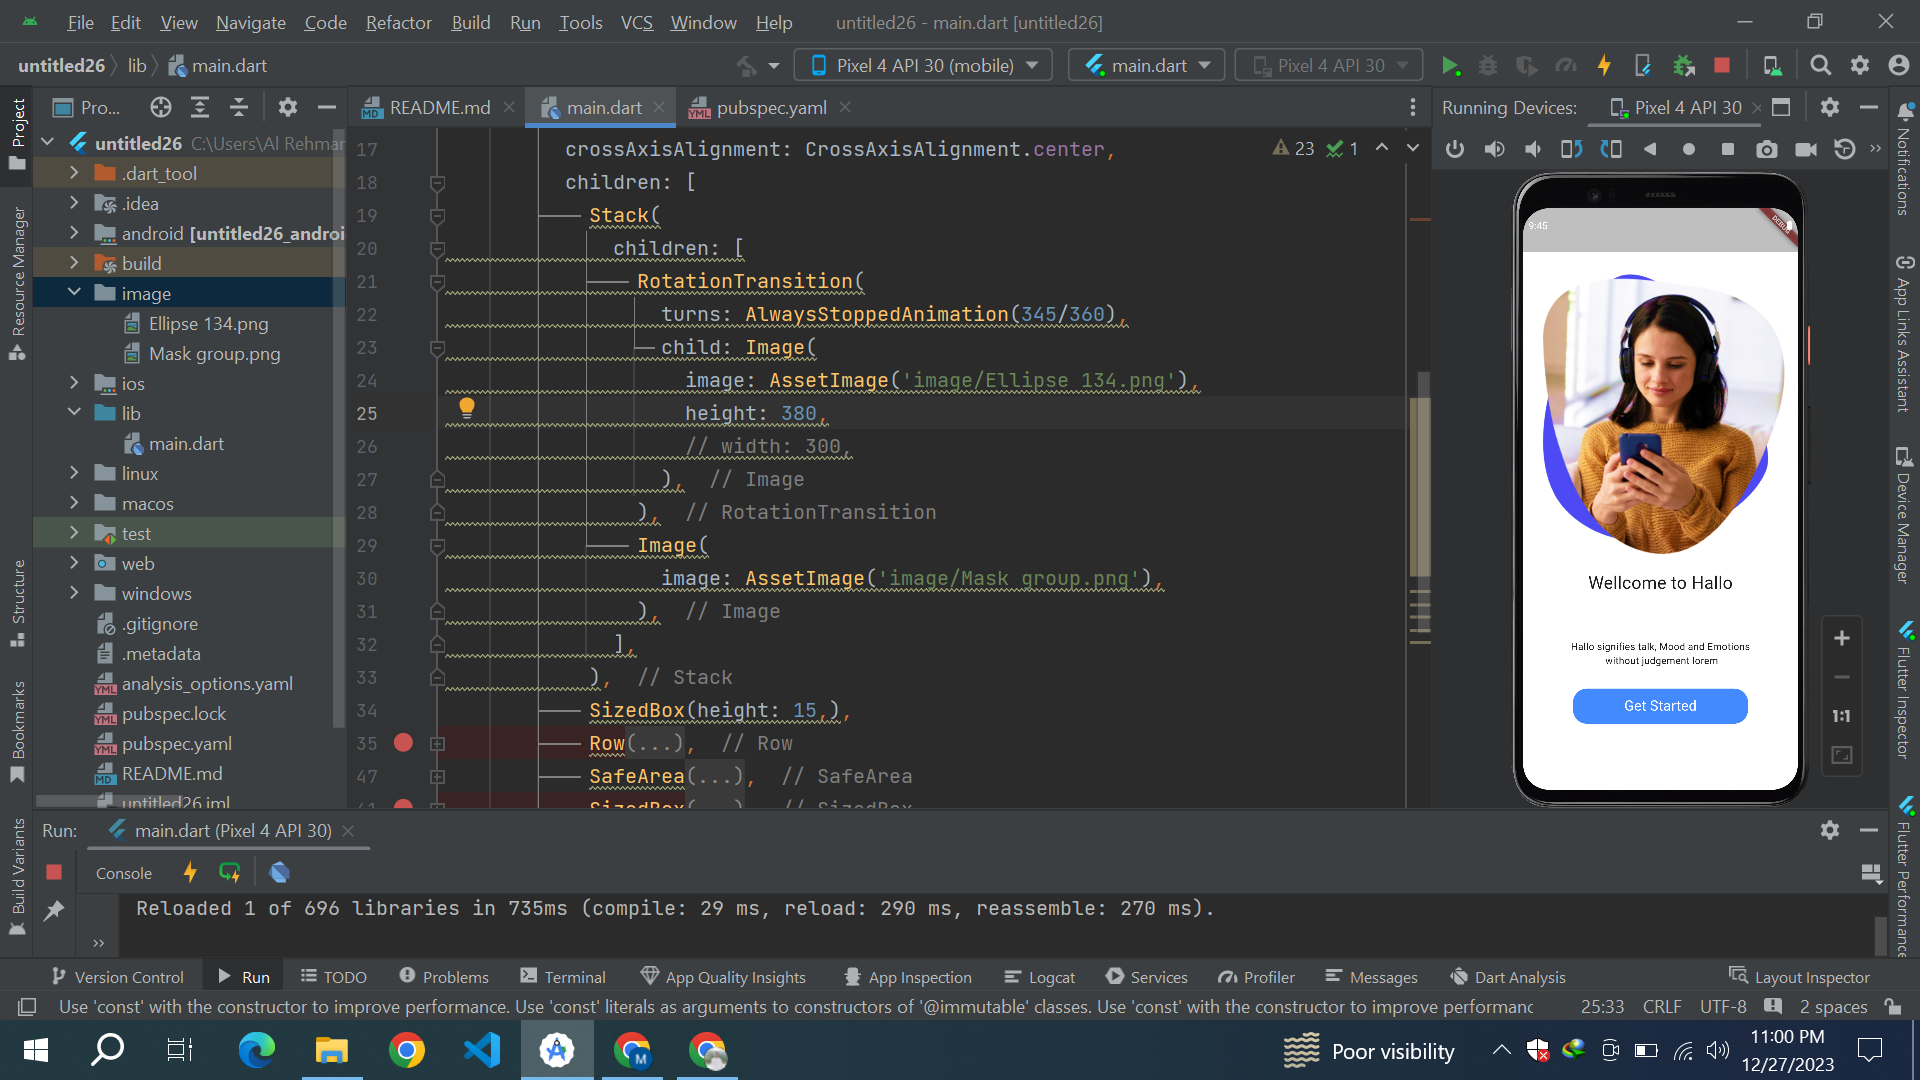 File Edit View Navigate Code Refactor Build Run Tools VCS Window Help untitled26 - main.dart [untitled26]
untitled26 lib main.dart Pixel 4 API 30 (mobile) main.dart Pixel 4 API 30
Project
Resource Manager
Structure
Bookmarks
Build Variants
Pro...
untitled26 C:\Users\Al Rehmar
.dart_tool
.idea
android [untitled26_androi
build
image
Ellipse 134.png
Mask group.png
ios
lib
main.dart
linux
macos
test
web
windows
.gitignore
.metadata
analysis_options.yaml
pubspec.lock
pubspec.yaml
README.md
untitled26.iml
README.md main.dart pubspec.yaml
23 1
17 crossAxisAlignment: CrossAxisAlignment.center,
18 children: [
19 Stack(
20 children: [
21 RotationTransition(
22 turns: AlwaysStoppedAnimation(345/360),
23 child: Image(
24 image: AssetImage('image/Ellipse 134.png'),
25 height: 380,
26 // width: 300,
27 ), // Image
28 ), // RotationTransition
29 Image(
30 image: AssetImage('image/Mask group.png'),
31 ), // Image
32 ],
33 ), // Stack
34 SizedBox(height: 15,),
35 Row(...), // Row
47 SafeArea(...), // SafeArea
SizedBox(...) // SizedBox
Running Devices: Pixel 4 API 30
9:45
DEBUG
Wellcome to Hallo
Hallo signifies talk, Mood and Emotions
without judgement lorem
Get Started
1:1
Notifications
App Links Assistant
Device Manager
Flutter Inspector
Flutter Performance
Run: main.dart (Pixel 4 API 30)
Console
Reloaded 1 of 696 libraries in 735ms (compile: 29 ms, reload: 290 ms, reassemble: 270 ms).
Version Control Run TODO Problems Terminal App Quality Insights App Inspection Logcat Services Profiler Messages Dart Analysis Layout Inspector
Use 'const' with the constructor to improve performance. Use 'const' literals as arguments to constructors of '@immutable' classes. Use 'const' with the constructor to improve performanc 25:33 CRLF UTF-8 2 spaces
M Poor visibility 11:00 PM
12/27/2023